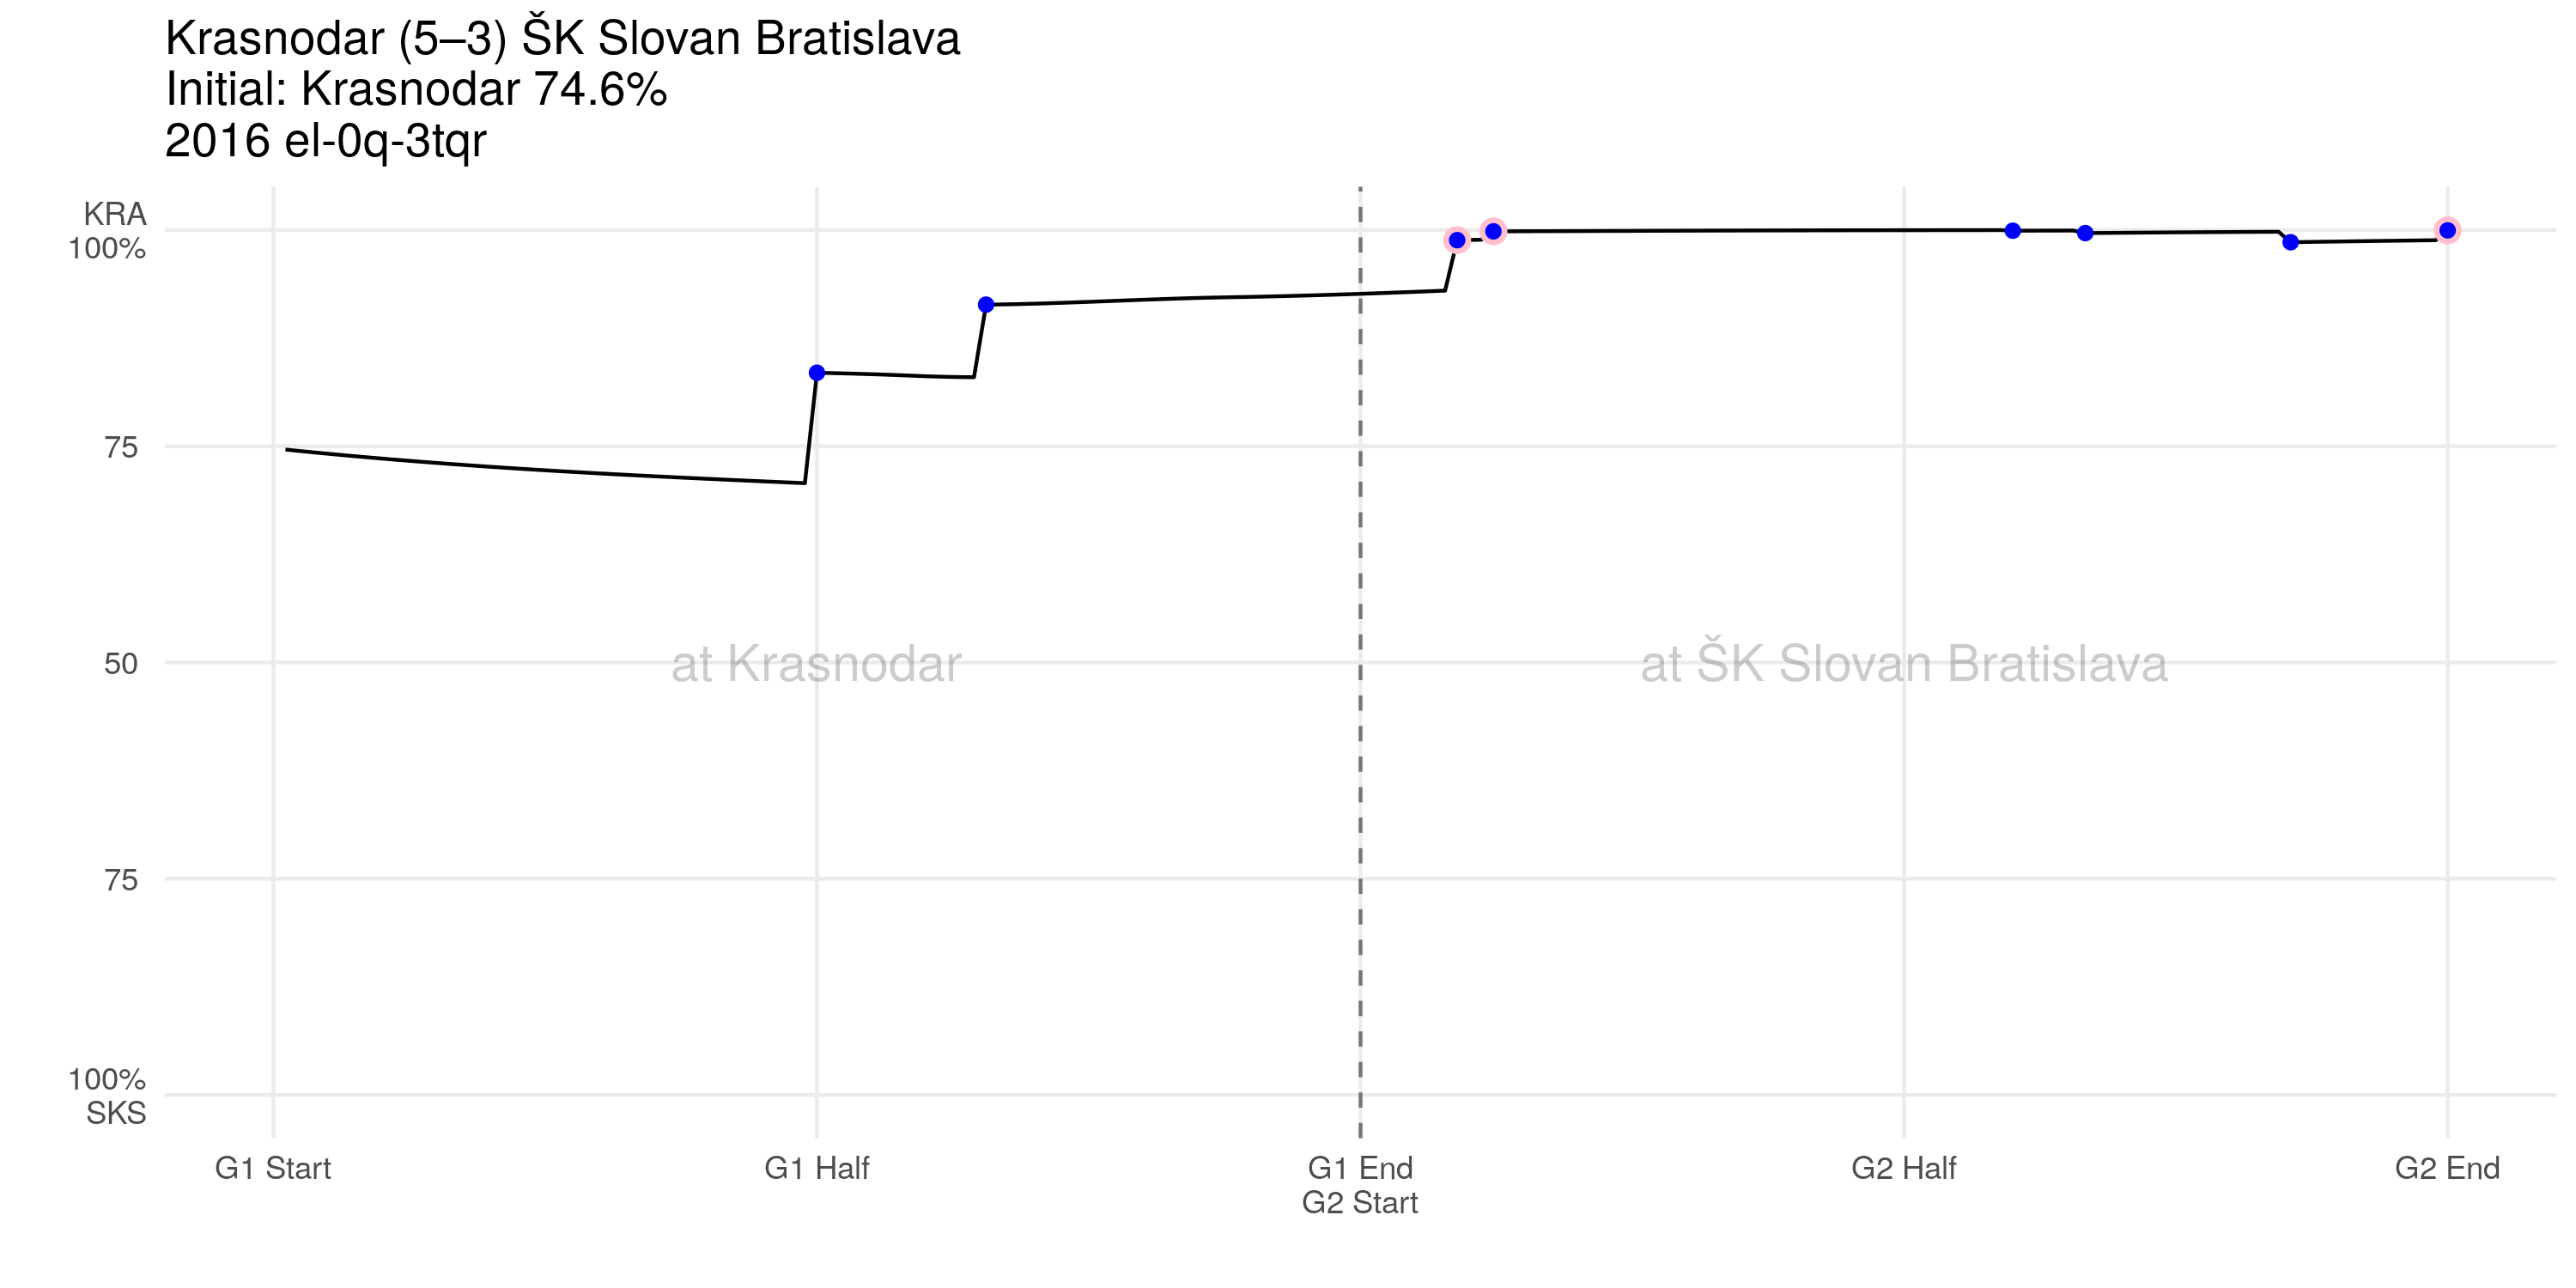 Krasnodar (5–3) ŠK Slovan Bratislava
Initial: Krasnodar 74.6%
2016 el-0q-3tqr
KRA
100%
75
50
75
100%
SKS
at Krasnodar
at ŠK Slovan Bratislava
G1 Start
G1 Half
G1 End
G2 Start
G2 Half
G2 End